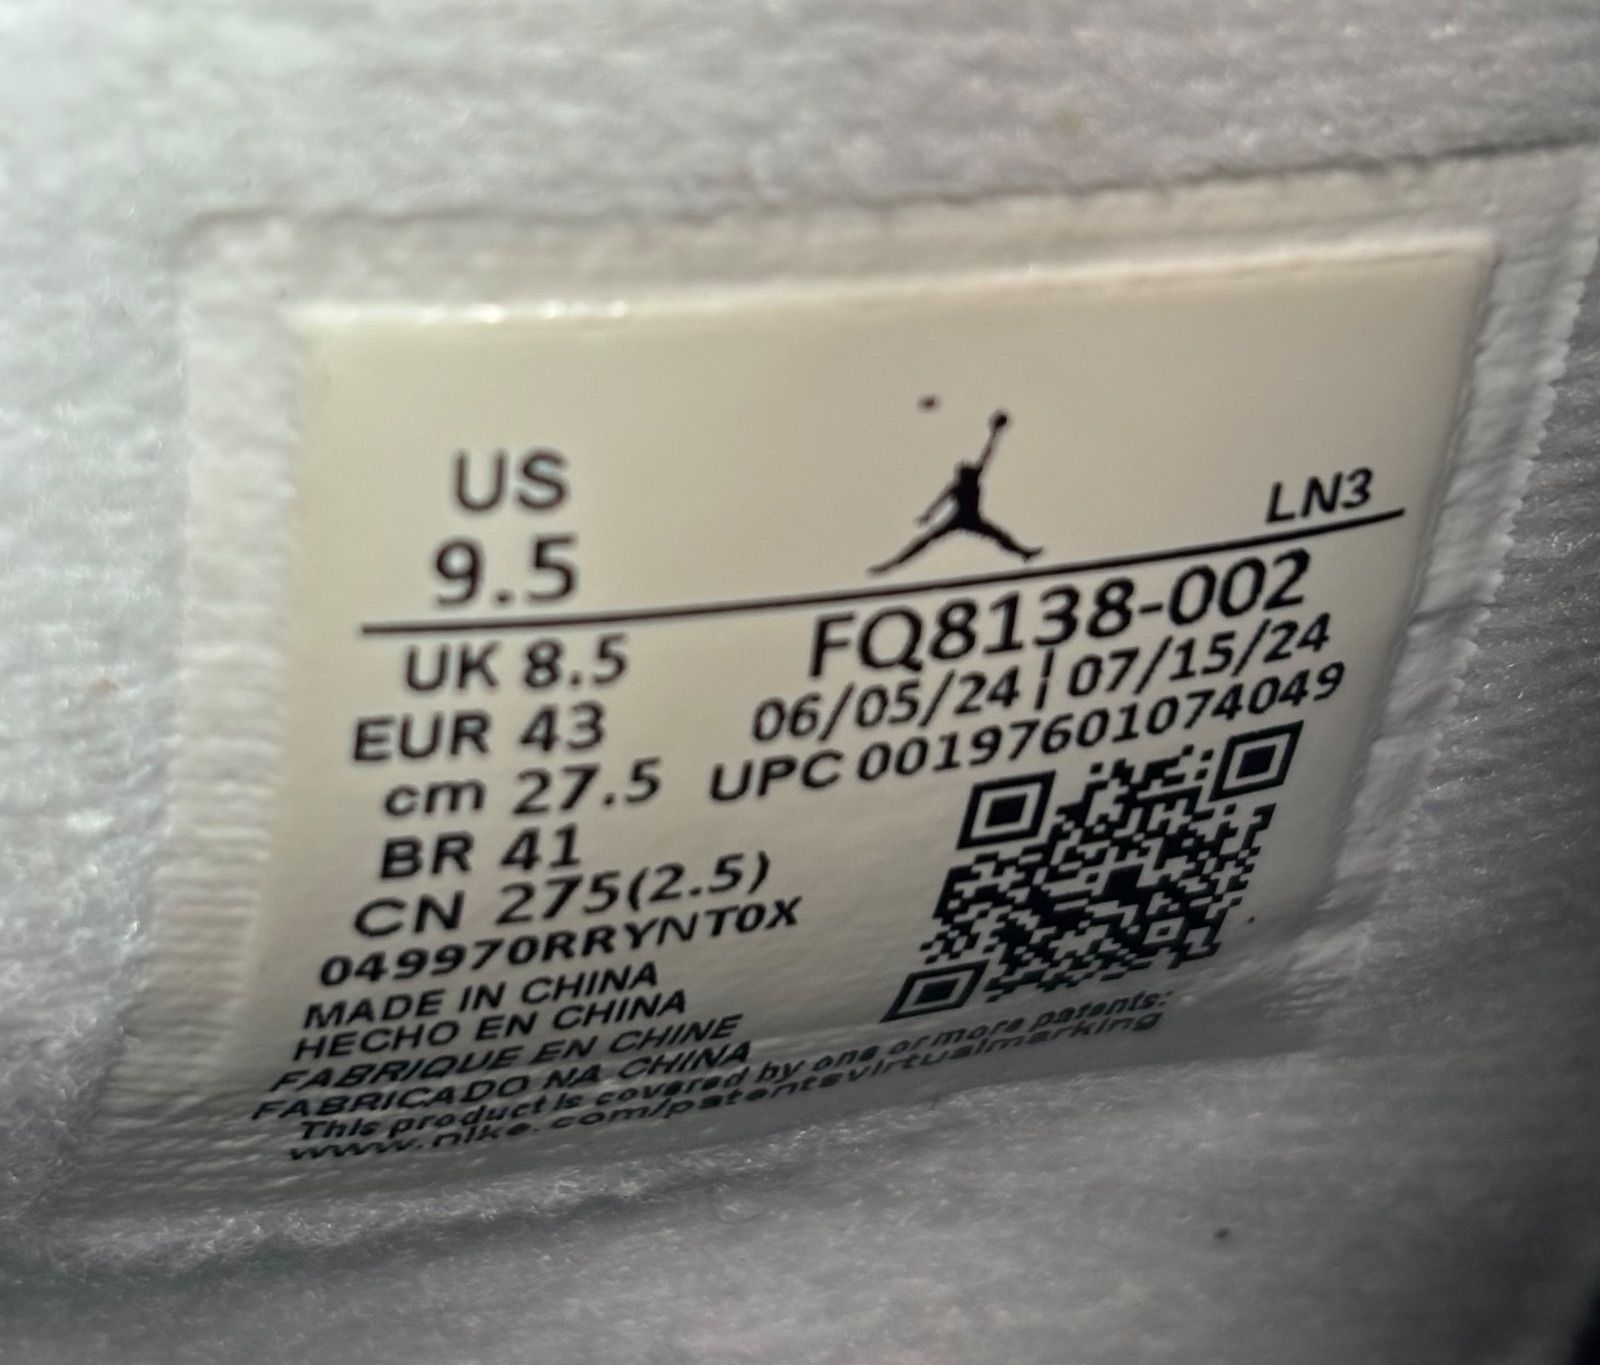 US
9.5
LN3
UK 8.5
EUR 43
cm 27.5
BR 41
CN 275(2.5)
049970RRYNT0X
FQ8138-002
06/05/24 | 07/15/24
UPC 00197601074049
MADE IN CHINA
HECHO EN CHINA
FABRIQUE EN CHINE
FABRICADO NA CHINA
This product is covered by one or more patents:
www.nike.com/patentsvirtualmarking